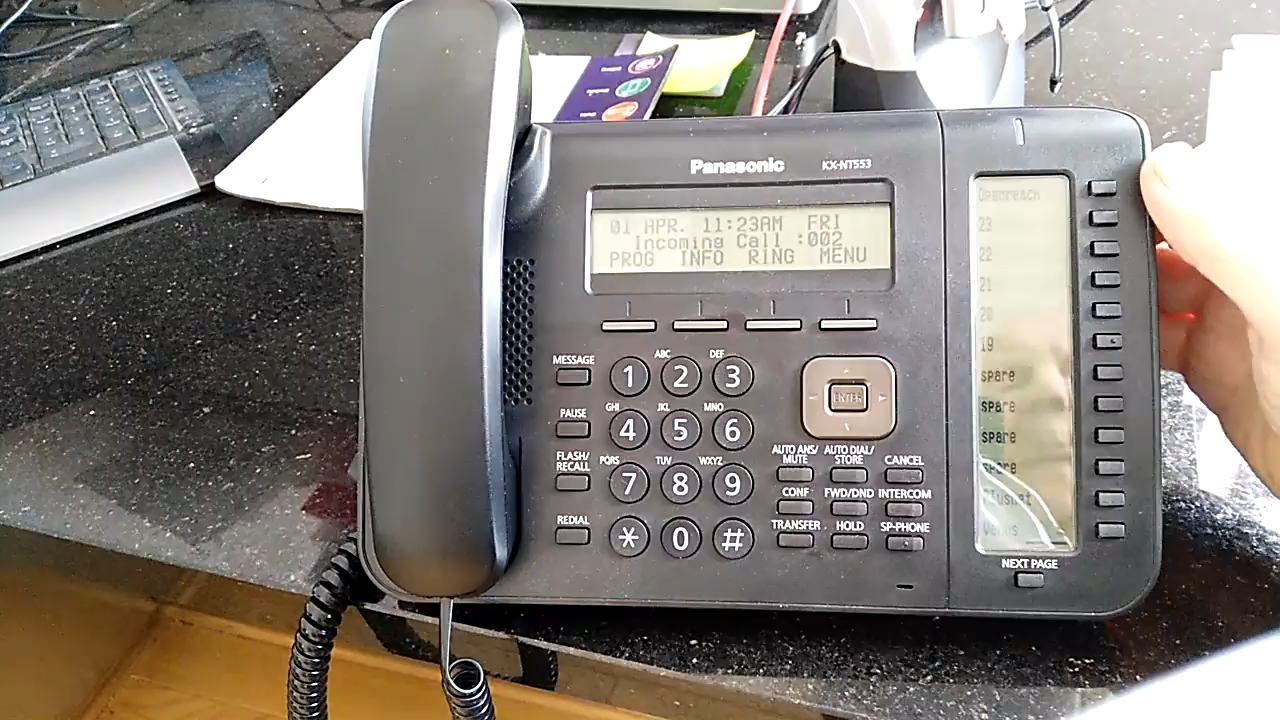 Panasonic KX-NT553
01 APR. 11:23AM FRI
Incoming Call :002
PROG INFO RING MENU
MESSAGE
PAUSE
FLASH/
RECALL
REDIAL
1
ABC
2
DEF
3
GHI
4
JKL
5
MNO
6
PQRS
7
TUV
8
WXYZ
9
*
0
#
ENTER
AUTO ANS/
MUTE
AUTO DIAL/
STORE
CANCEL
CONF
FWD/DND
INTERCOM
TRANSFER
HOLD
SP-PHONE
Openreach
23
22
21
20
19
spare
spare
spare
spare
Plusnet
NEXT PAGE